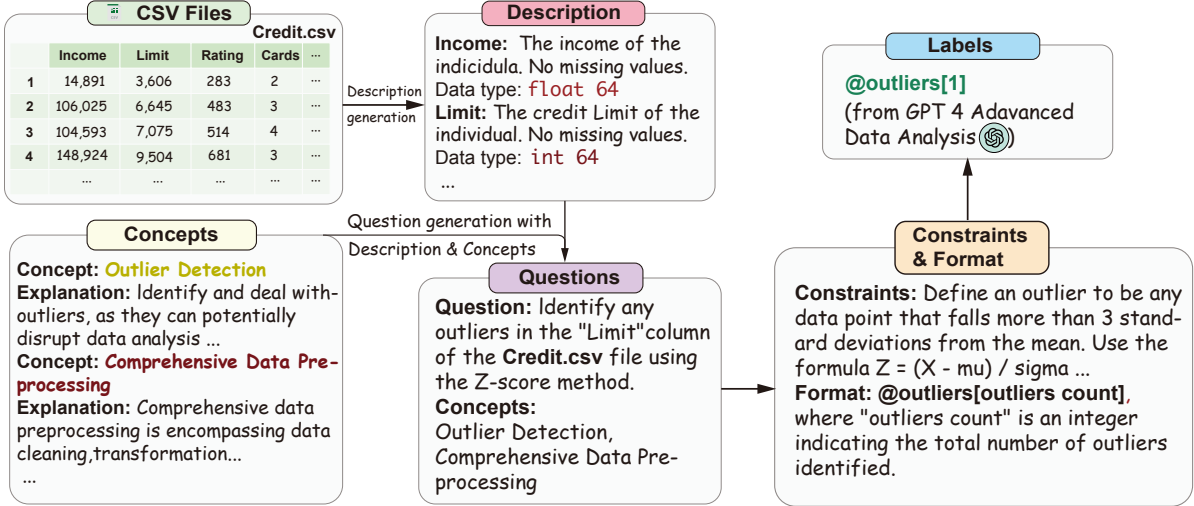 CSV Files
Credit.csv
Income Limit Rating Cards ...
1 14,891 3,606 283 2 ...
2 106,025 6,645 483 3 ...
3 104,593 7,075 514 4 ...
4 148,924 9,504 681 3 ...
... ... ... ... ...
Description
generation
Description
Income: The income of the
indicidula. No missing values.
Data type: float 64
Limit: The credit Limit of the
individual. No missing values.
Data type: int 64
...
Concepts
Concept: Outlier Detection
Explanation: Identify and deal with-
outliers, as they can potentially
disrupt data analysis ...
Concept: Comprehensive Data Pre-
processing
Explanation: Comprehensive data
preprocessing is encompassing data
cleaning,transformation...
...
Question generation with
Description & Concepts
Questions
Question: Identify any
outliers in the "Limit"column
of the Credit.csv file using
the Z-score method.
Concepts:
Outlier Detection,
Comprehensive Data Pre-
processing
Constraints
& Format
Constraints: Define an outlier to be any
data point that falls more than 3 stand-
ard deviations from the mean. Use the
formula Z = (X - mu) / sigma ...
Format: @outliers[outliers count],
where "outliers count" is an integer
indicating the total number of outliers
identified.
Labels
@outliers[1]
(from GPT 4 Adavanced
Data Analysis)